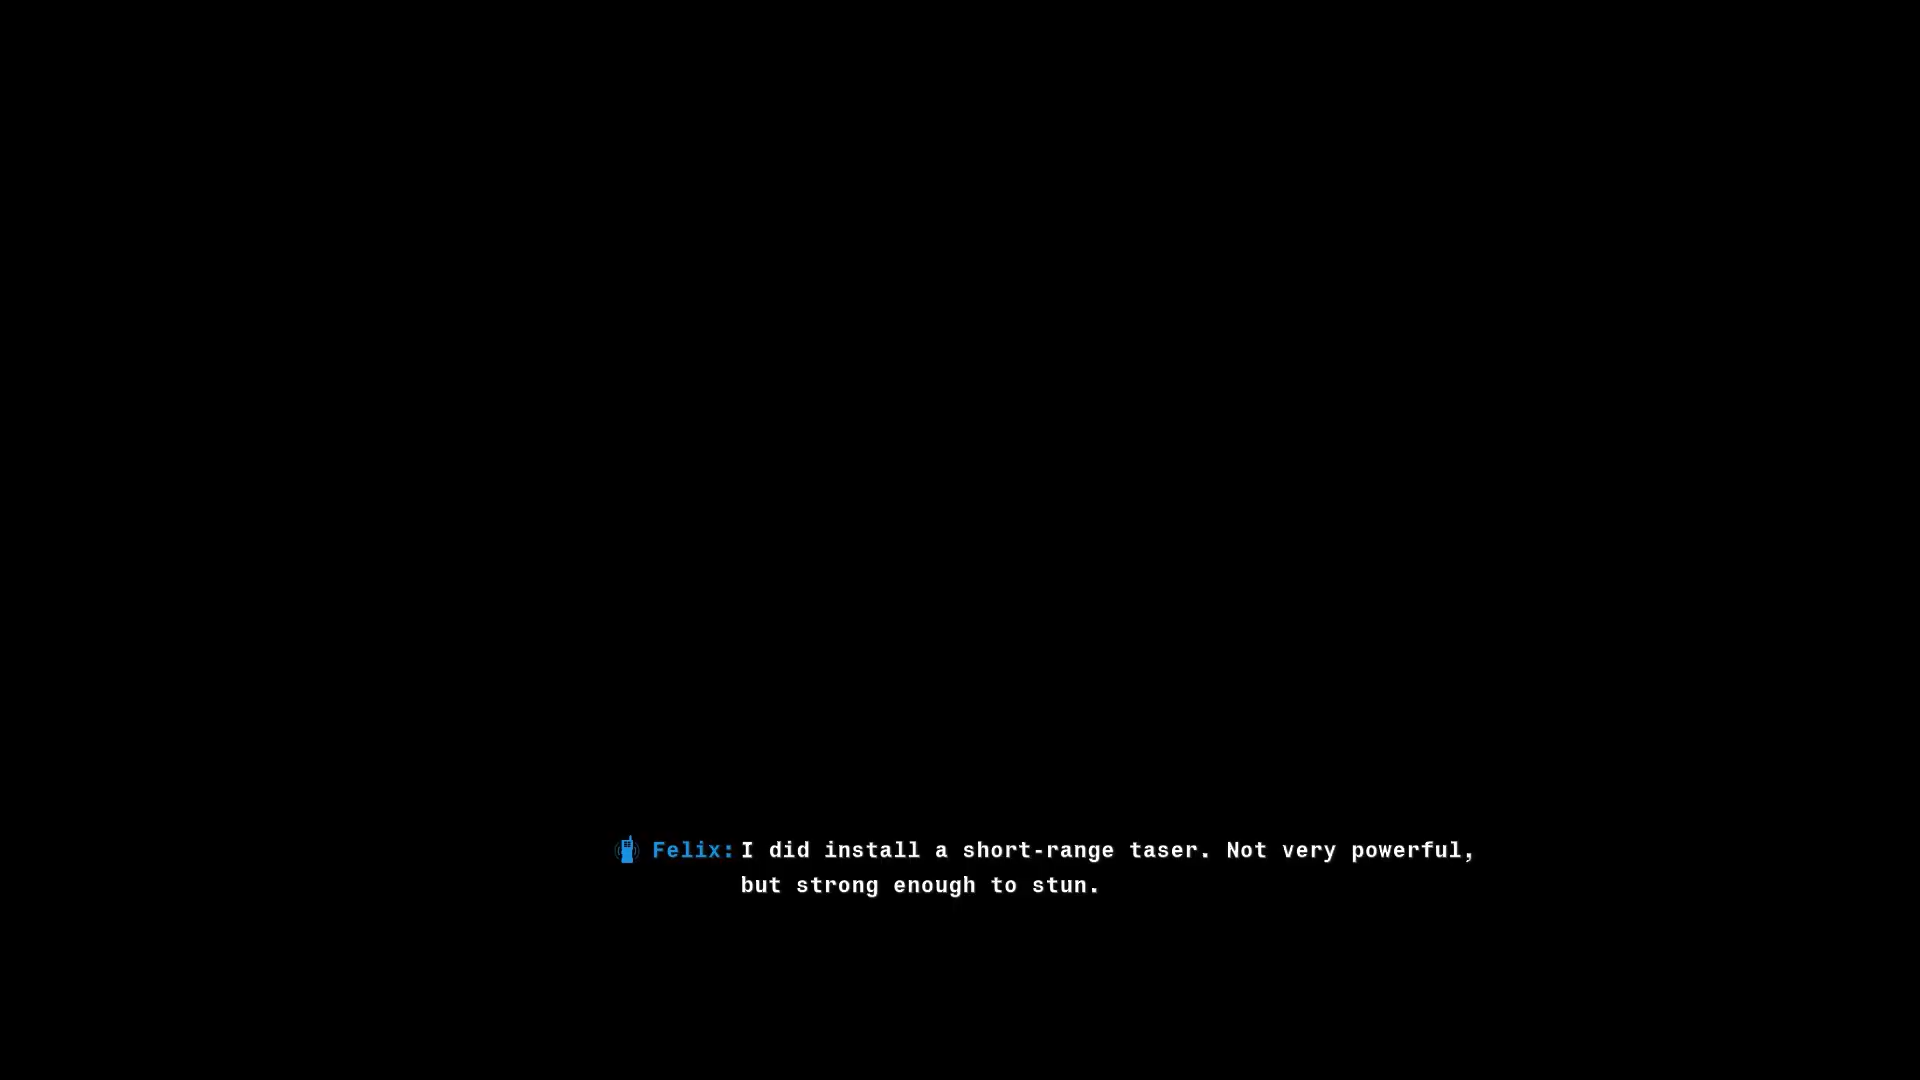 Felix: I did install a short-range taser. Not very powerful,
but strong enough to stun.